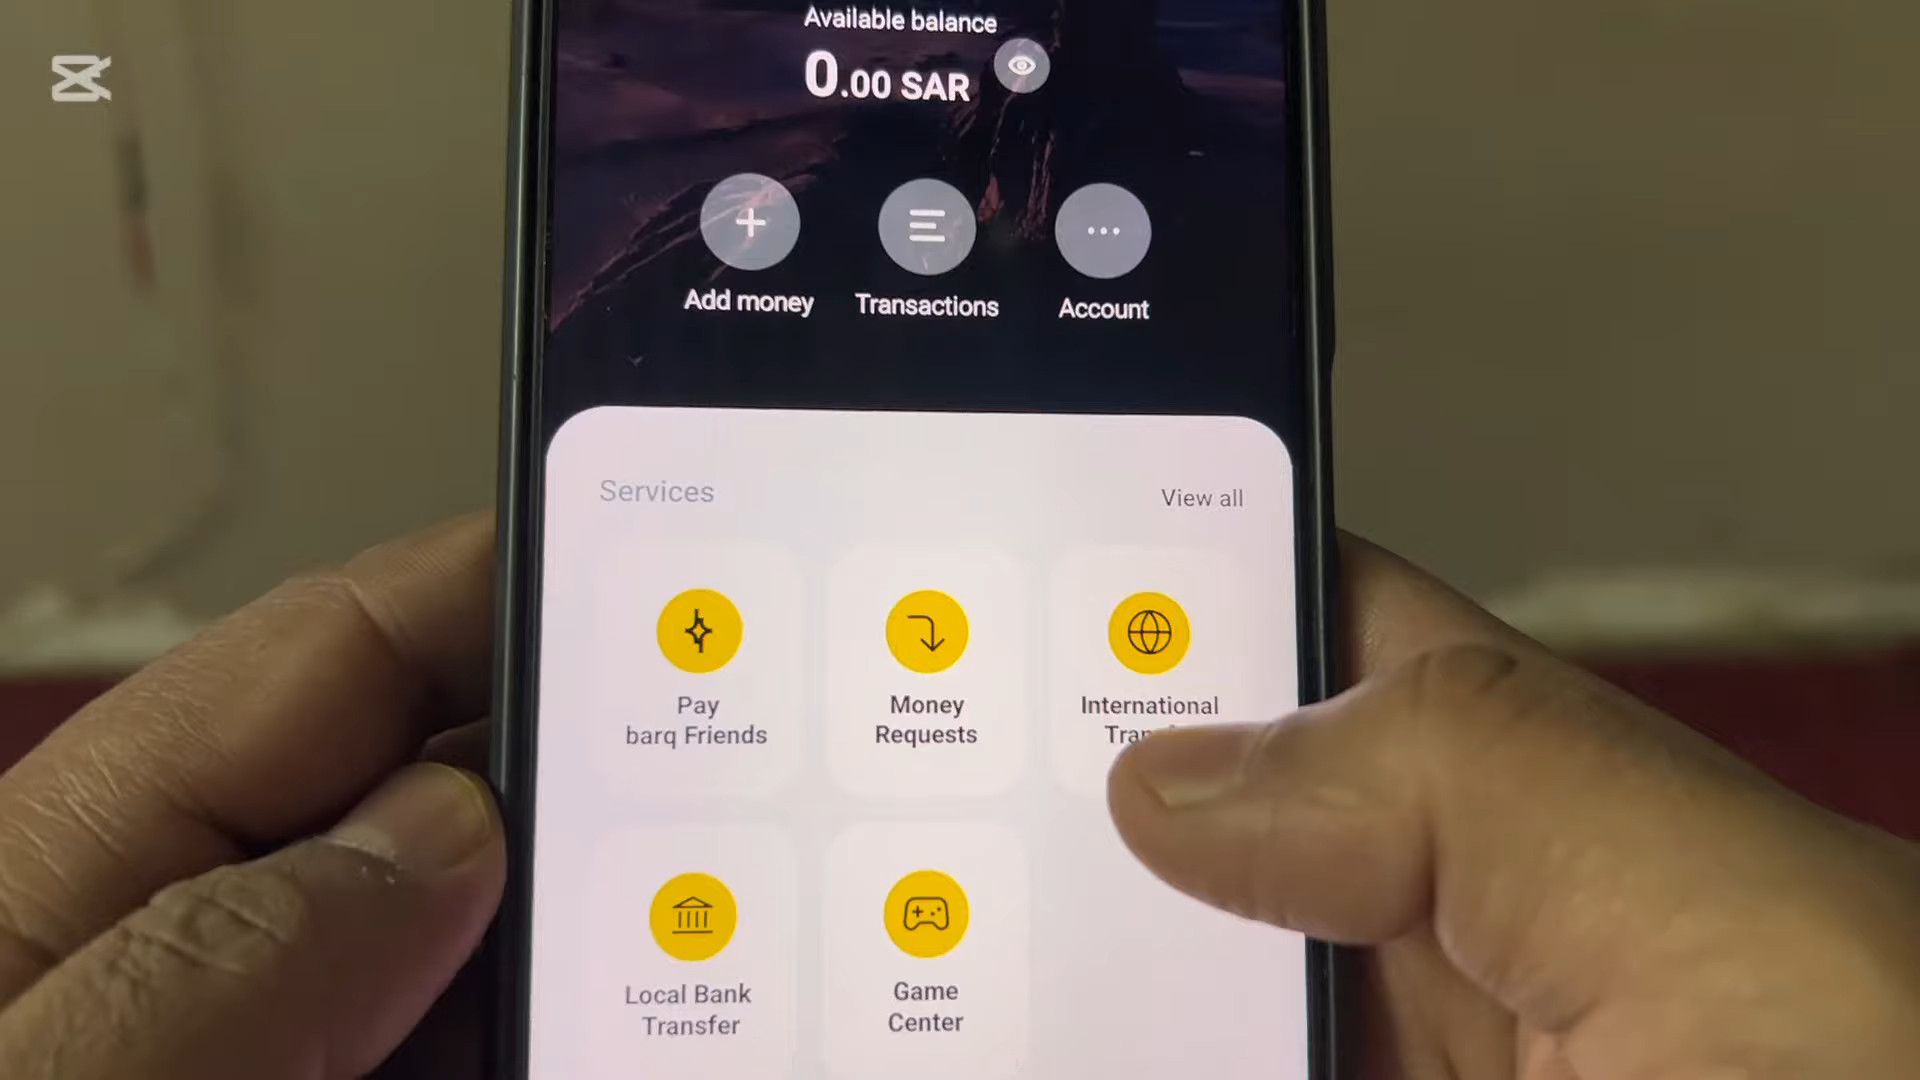 Available balance
0.00 SAR
Add money
Transactions
Account
Services
View all
Pay
barq Friends
Money
Requests
International
Local Bank
Transfer
Game
Center